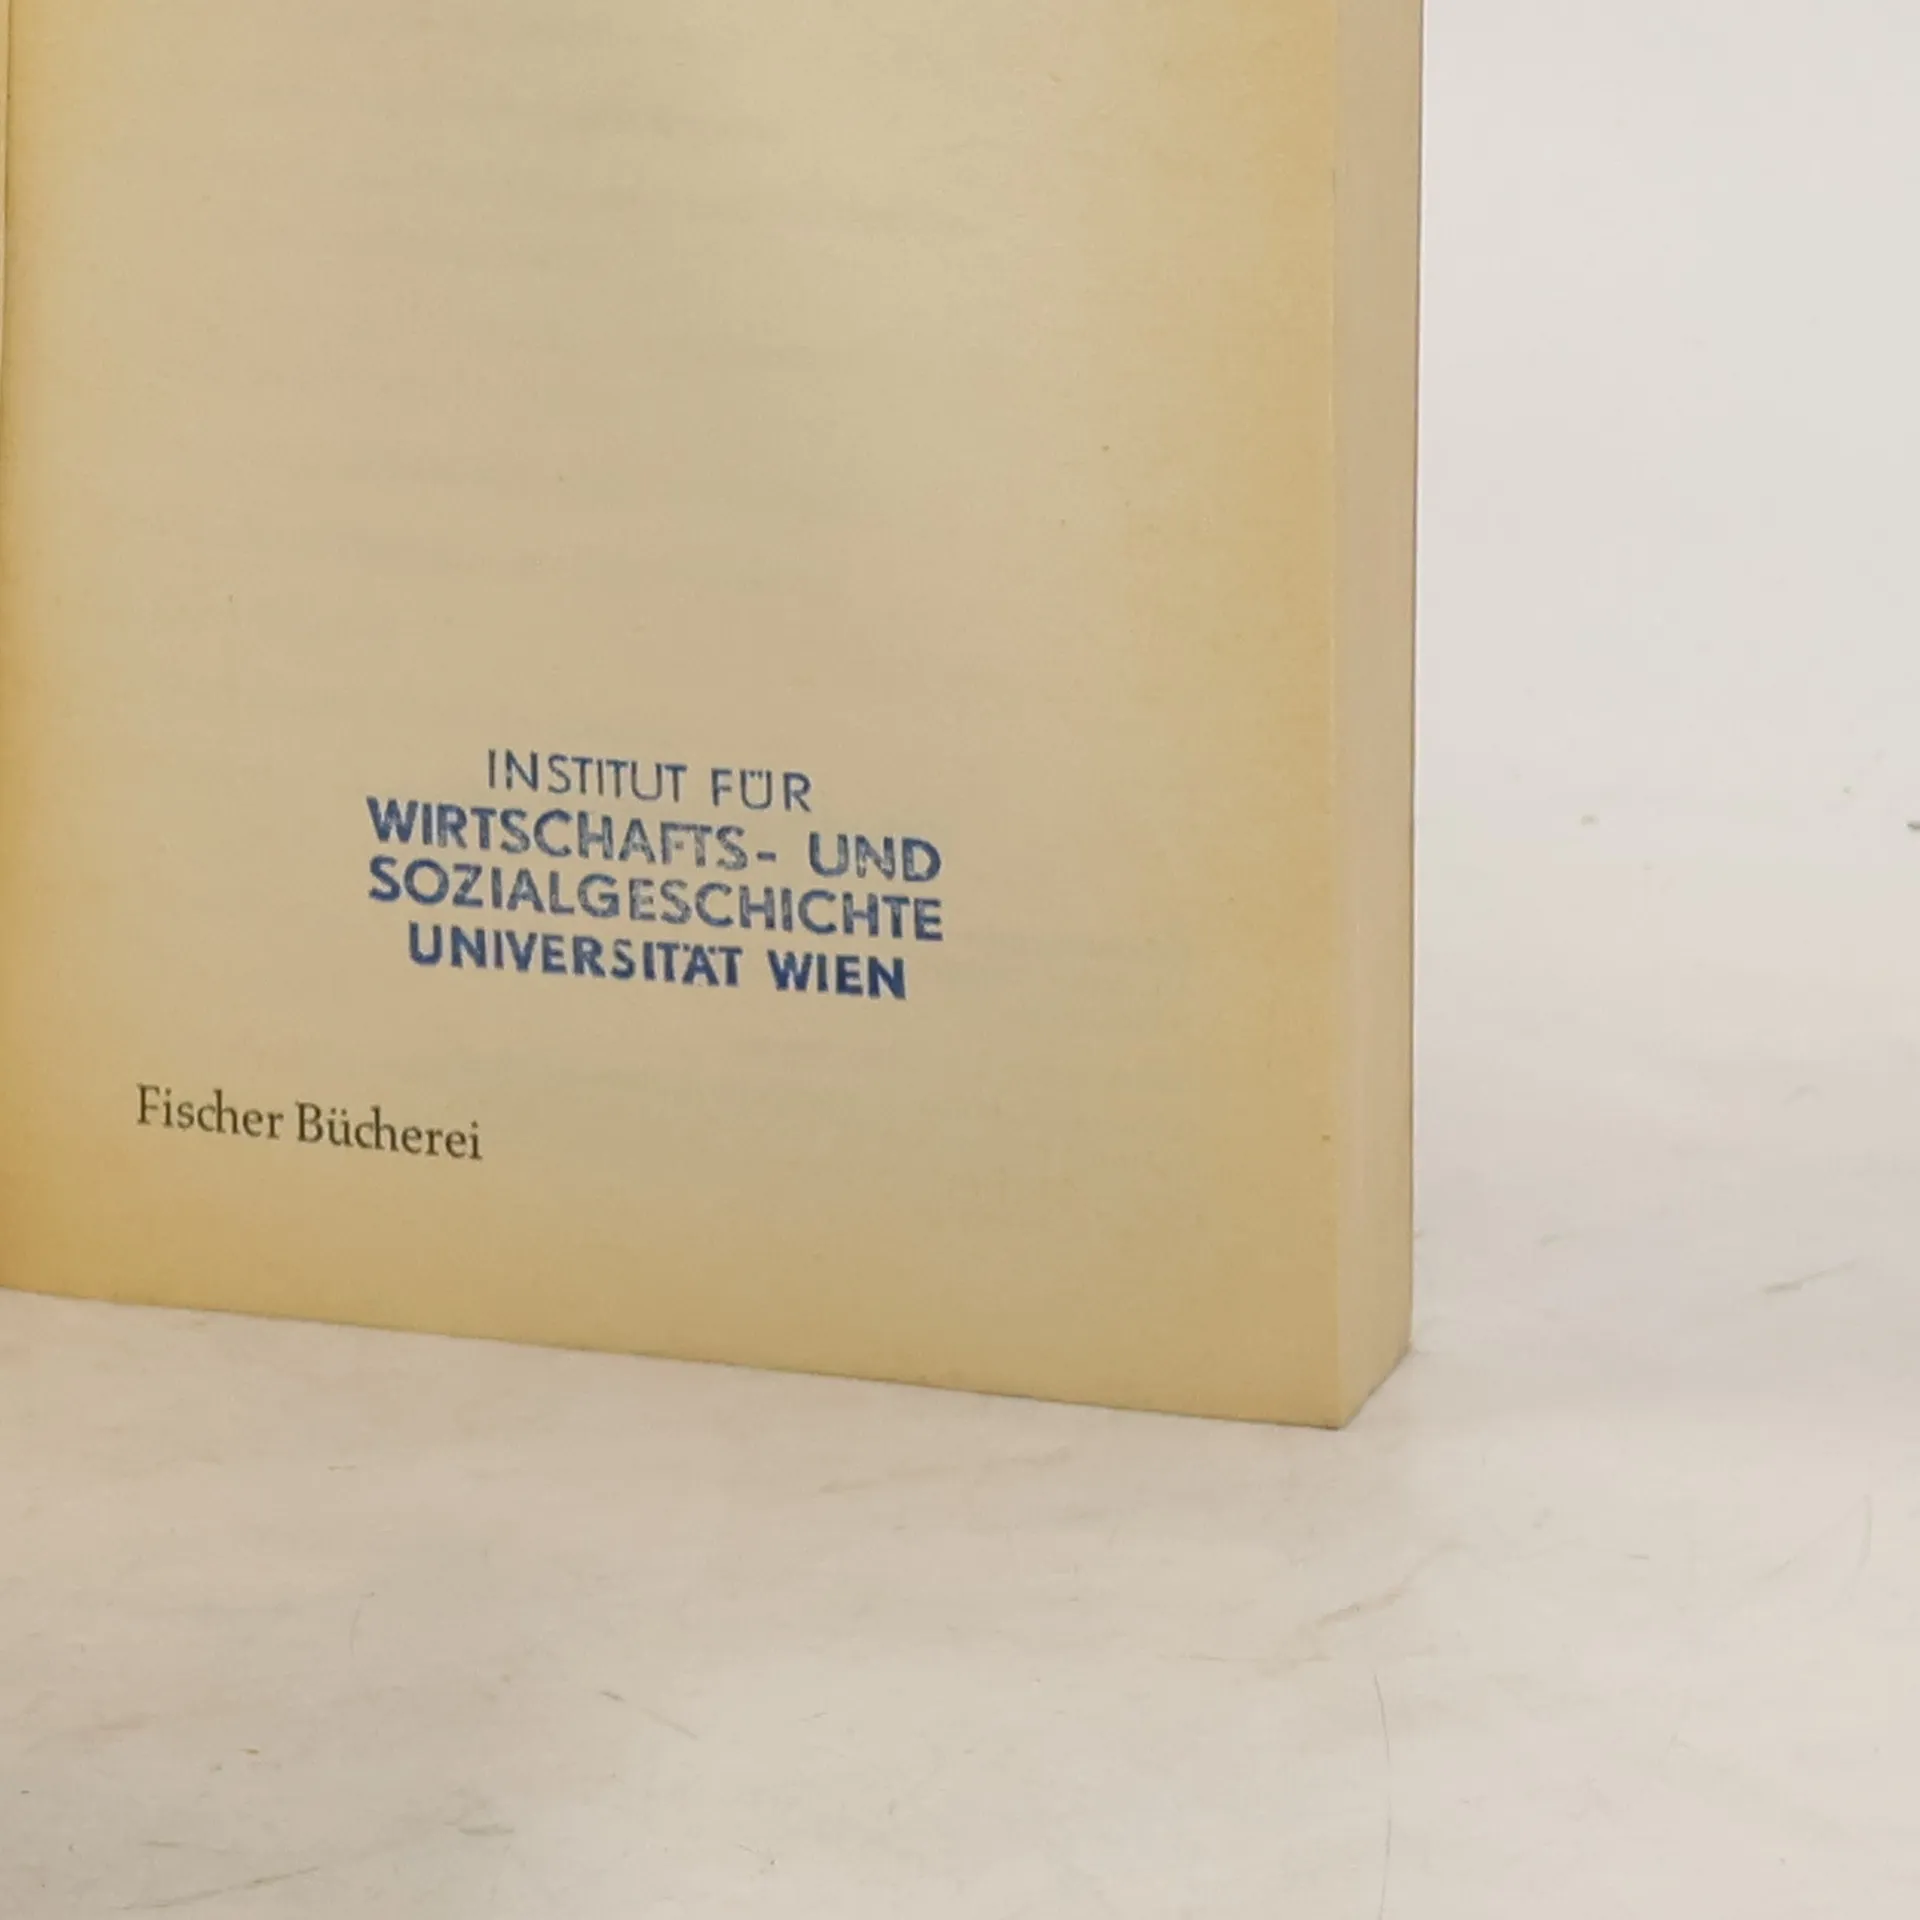 INSTITUT FÜR
WIRTSCHAFTS- UND
SOZIALGESCHICHTE
UNIVERSITÄT WIEN
Fischer Bücherei